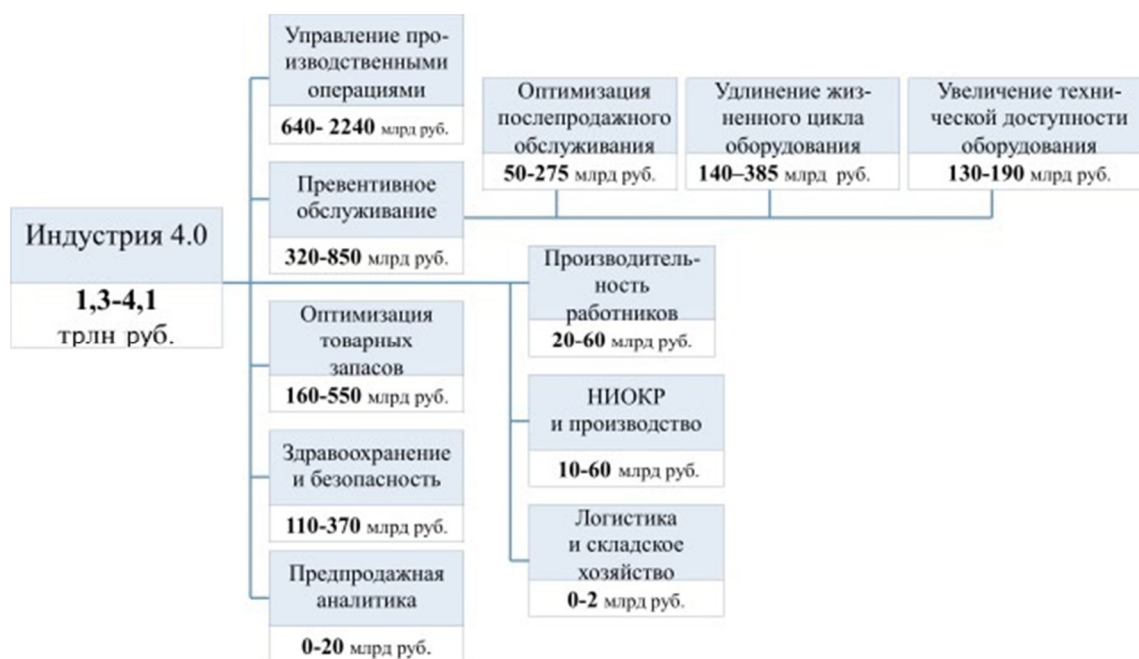 Индустрия 4.0
1,3-4,1
трлн руб.
Управление про-
изводственными
операциями
640- 2240 млрд руб.
Превентивное
обслуживание
320-850 млрд руб.
Оптимизация
послепродажного
обслуживания
50-275 млрд руб.
Удлинение жиз-
ненного цикла
оборудования
140–385 млрд руб.
Увеличение техни-
ческой доступности
оборудования
130-190 млрд руб.
Оптимизация
товарных
запасов
160-550 млрд руб.
Здравоохранение
и безопасность
110-370 млрд руб.
Предпродажная
аналитика
0-20 млрд руб.
Производитель-
ность
работников
20-60 млрд руб.
НИОКР
и производство
10-60 млрд руб.
Логистика
и складское
хозяйство
0-2 млрд руб.